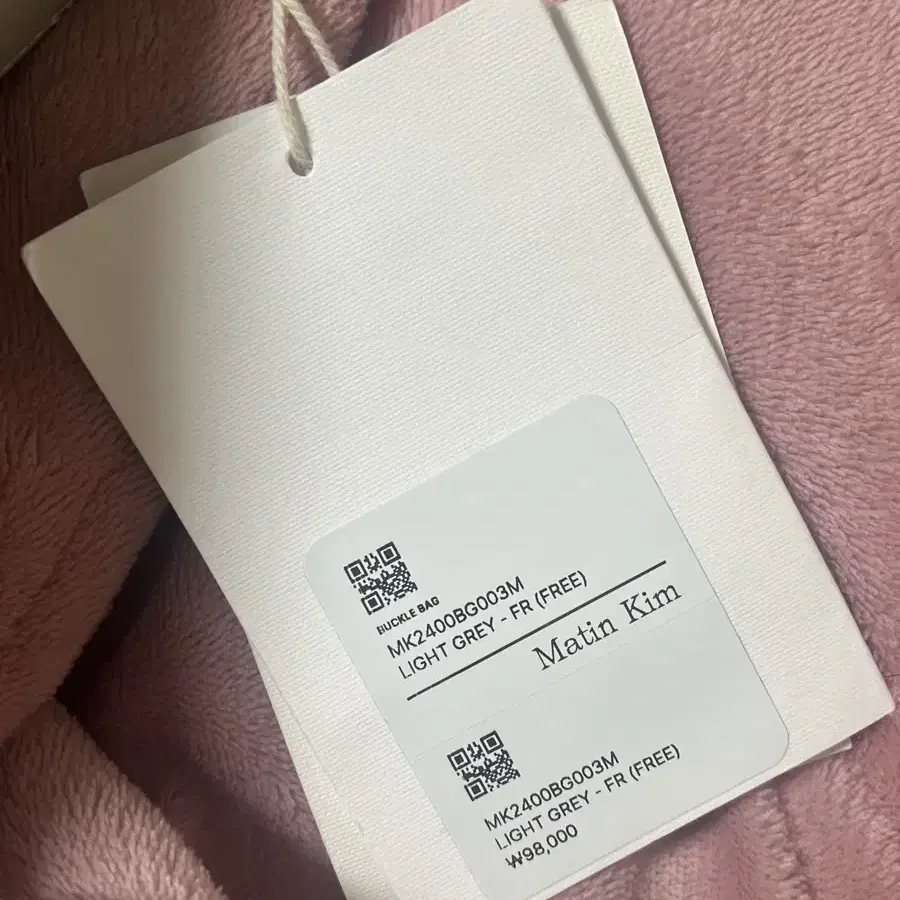 BUCKLE BAG
MK2400BG003M
LIGHT GREY - FR (FREE)
Matin Kim
MK2400BG003M
LIGHT GREY - FR (FREE)
₩98,000